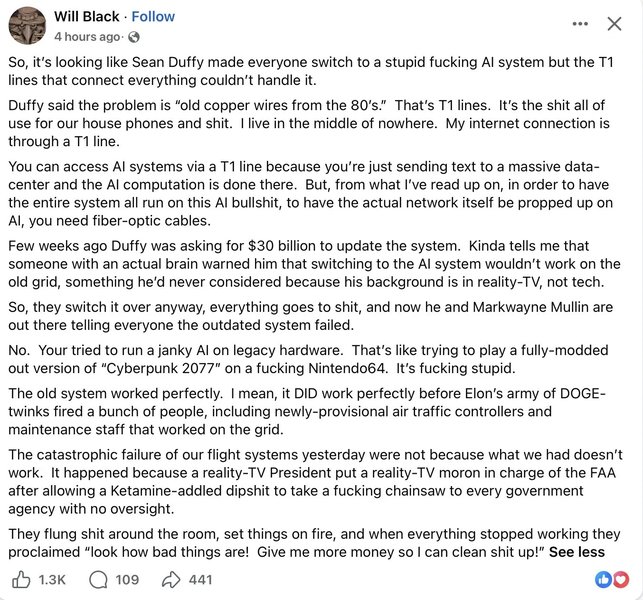 Will Black · Follow
4 hours ago ·
So, it's looking like Sean Duffy made everyone switch to a stupid fucking AI system but the T1
lines that connect everything couldn't handle it.
Duffy said the problem is "old copper wires from the 80's." That's T1 lines. It's the shit all of
use for our house phones and shit. I live in the middle of nowhere. My internet connection is
through a T1 line.
You can access AI systems via a T1 line because you're just sending text to a massive data-
center and the AI computation is done there. But, from what I've read up on, in order to have
the entire system all run on this AI bullshit, to have the actual network itself be propped up on
AI, you need fiber-optic cables.
Few weeks ago Duffy was asking for $30 billion to update the system. Kinda tells me that
someone with an actual brain warned him that switching to the AI system wouldn't work on the
old grid, something he'd never considered because his background is in reality-TV, not tech.
So, they switch it over anyway, everything goes to shit, and now he and Markwayne Mullin are
out there telling everyone the outdated system failed.
No. Your tried to run a janky AI on legacy hardware. That's like trying to play a fully-modded
out version of "Cyberpunk 2077" on a fucking Nintendo64. It's fucking stupid.
The old system worked perfectly. I mean, it DID work perfectly before Elon's army of DOGE-
twinks fired a bunch of people, including newly-provisional air traffic controllers and
maintenance staff that worked on the grid.
The catastrophic failure of our flight systems yesterday were not because what we had doesn't
work. It happened because a reality-TV President put a reality-TV moron in charge of the FAA
after allowing a Ketamine-addled dipshit to take a fucking chainsaw to every government
agency with no oversight.
They flung shit around the room, set things on fire, and when everything stopped working they
proclaimed "look how bad things are! Give me more money so I can clean shit up!" See less
1.3K 109 441